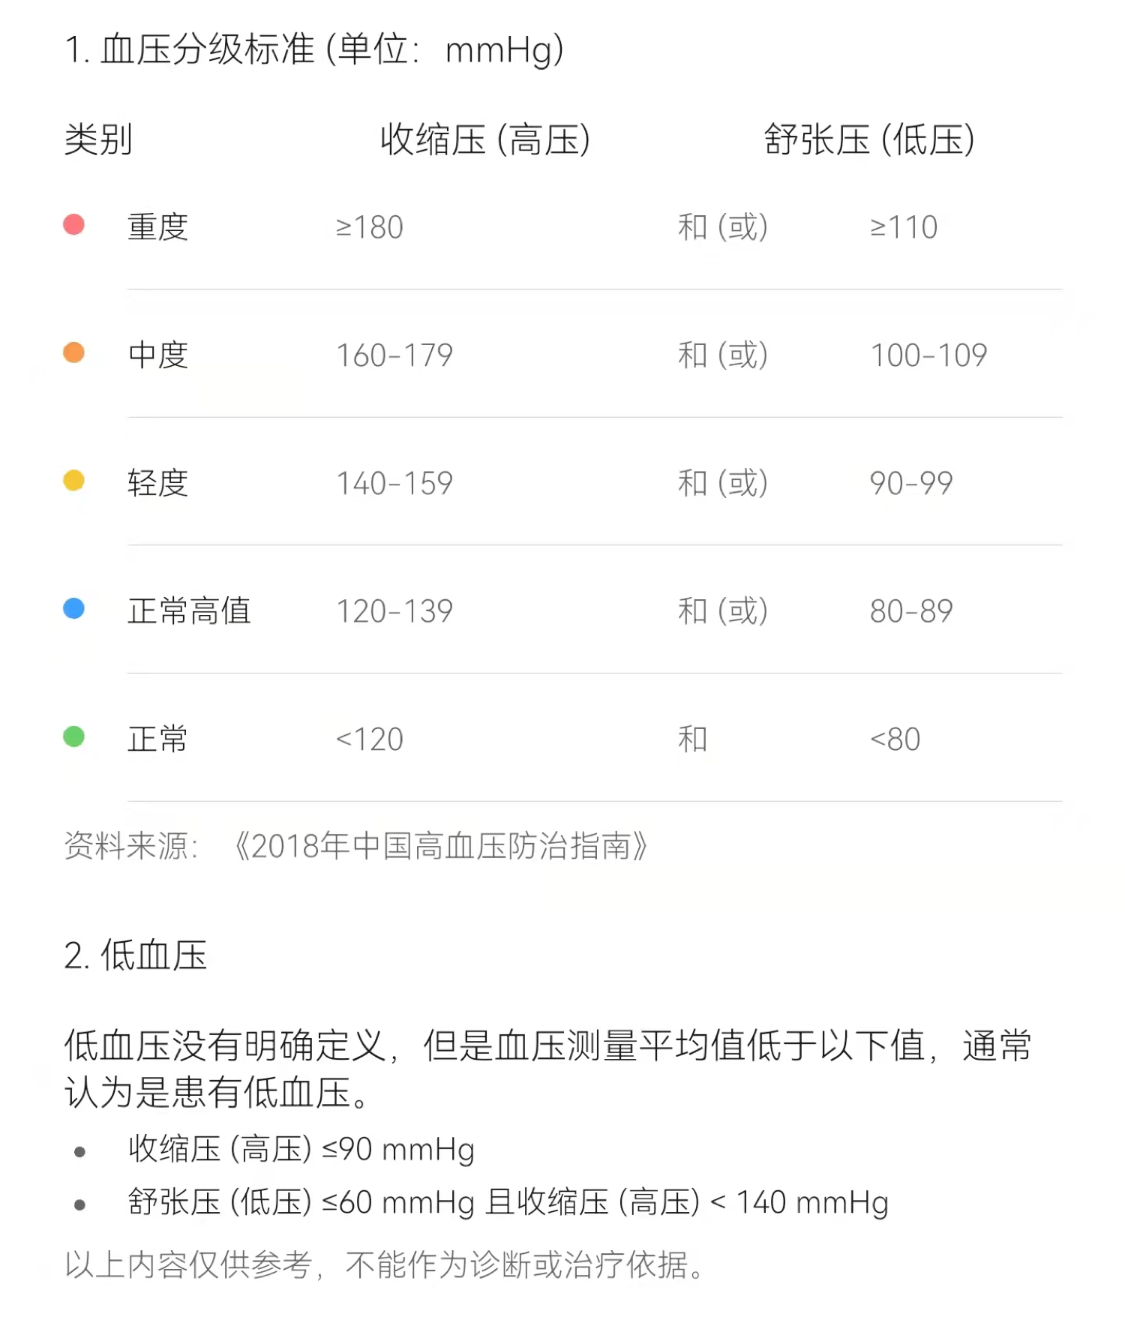 1. 血压分级标准 (单位：mmHg)
类别 收缩压 (高压) 舒张压 (低压)
重度 ≥180 和 (或) ≥110
中度 160-179 和 (或) 100-109
轻度 140-159 和 (或) 90-99
正常高值 120-139 和 (或) 80-89
正常 <120 和 <80
资料来源：《2018年中国高血压防治指南》
2. 低血压
低血压没有明确定义，但是血压测量平均值低于以下值，通常
认为是患有低血压。
• 收缩压 (高压) ≤90 mmHg
• 舒张压 (低压) ≤60 mmHg 且收缩压 (高压) < 140 mmHg
以上内容仅供参考，不能作为诊断或治疗依据。